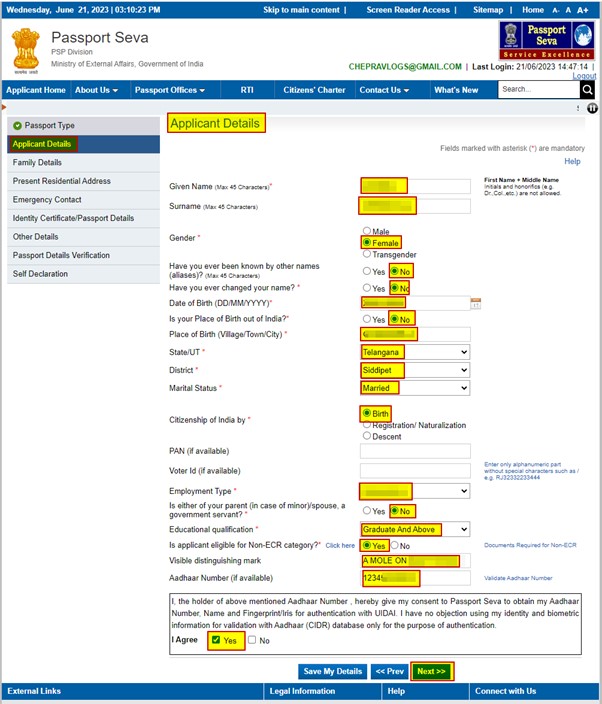 Wednesday, June 21, 2023 | 03:10:23 PM
Skip to main content | Screen Reader Access | Sitemap | Home A- A A+
Passport Seva
PSP Division
Ministry of External Affairs, Government of India
Passport
Seva
Service Excellence
CHEPRAVLOGS@GMAIL.COM | Last Login: 21/06/2023 14:47:14 |
Logout
Applicant Home About Us Passport Offices RTI Citizens' Charter Contact Us What's New Search...
Passport Type
Applicant Details
Family Details
Present Residential Address
Emergency Contact
Identity Certificate/Passport Details
Other Details
Passport Details Verification
Self Declaration
Applicant Details
Fields marked with asterisk (*) are mandatory
Help
Given Name (Max 45 Characters)*
First Name + Middle Name
Initials and honorifics (e.g.
Dr.,Col.,etc.) are not allowed.
Surname (Max 45 Characters)
Gender *
Male
Female
Transgender
Have you ever been known by other names
(aliases)? (Max 45 Characters)
Yes No
Have you ever changed your name? * Yes No
Date of Birth (DD/MM/YYYY)*
Is your Place of Birth out of India?* Yes No
Place of Birth (Village/Town/City) *
State/UT * Telangana
District * Siddipet
Marital Status * Married
Citizenship of India by *
Birth
Registration/ Naturalization
Descent
PAN (if available)
Voter Id (if available)
Enter only alphanumeric part
without special characters such as /
e.g. RJ32332233444
Employment Type *
Is either of your parent (in case of minor)/spouse, a
government servant? *
Yes No
Educational qualification * Graduate And Above
Is applicant eligible for Non-ECR category?* Click here Yes No Documents Required for Non-ECR
Visible distinguishing mark A MOLE ON
Aadhaar Number (if available) 1234 Validate Aadhaar Number
I, the holder of above mentioned Aadhaar Number , hereby give my consent to Passport Seva to obtain my Aadhaar
Number, Name and Fingerprint/Iris for authentication with UIDAI. I have no objection using my identity and biometric
information for validation with Aadhaar (CIDR) database only for the purpose of authentication.
I Agree Yes No
Save My Details << Prev Next >>
External Links Legal Information Help Connect with Us